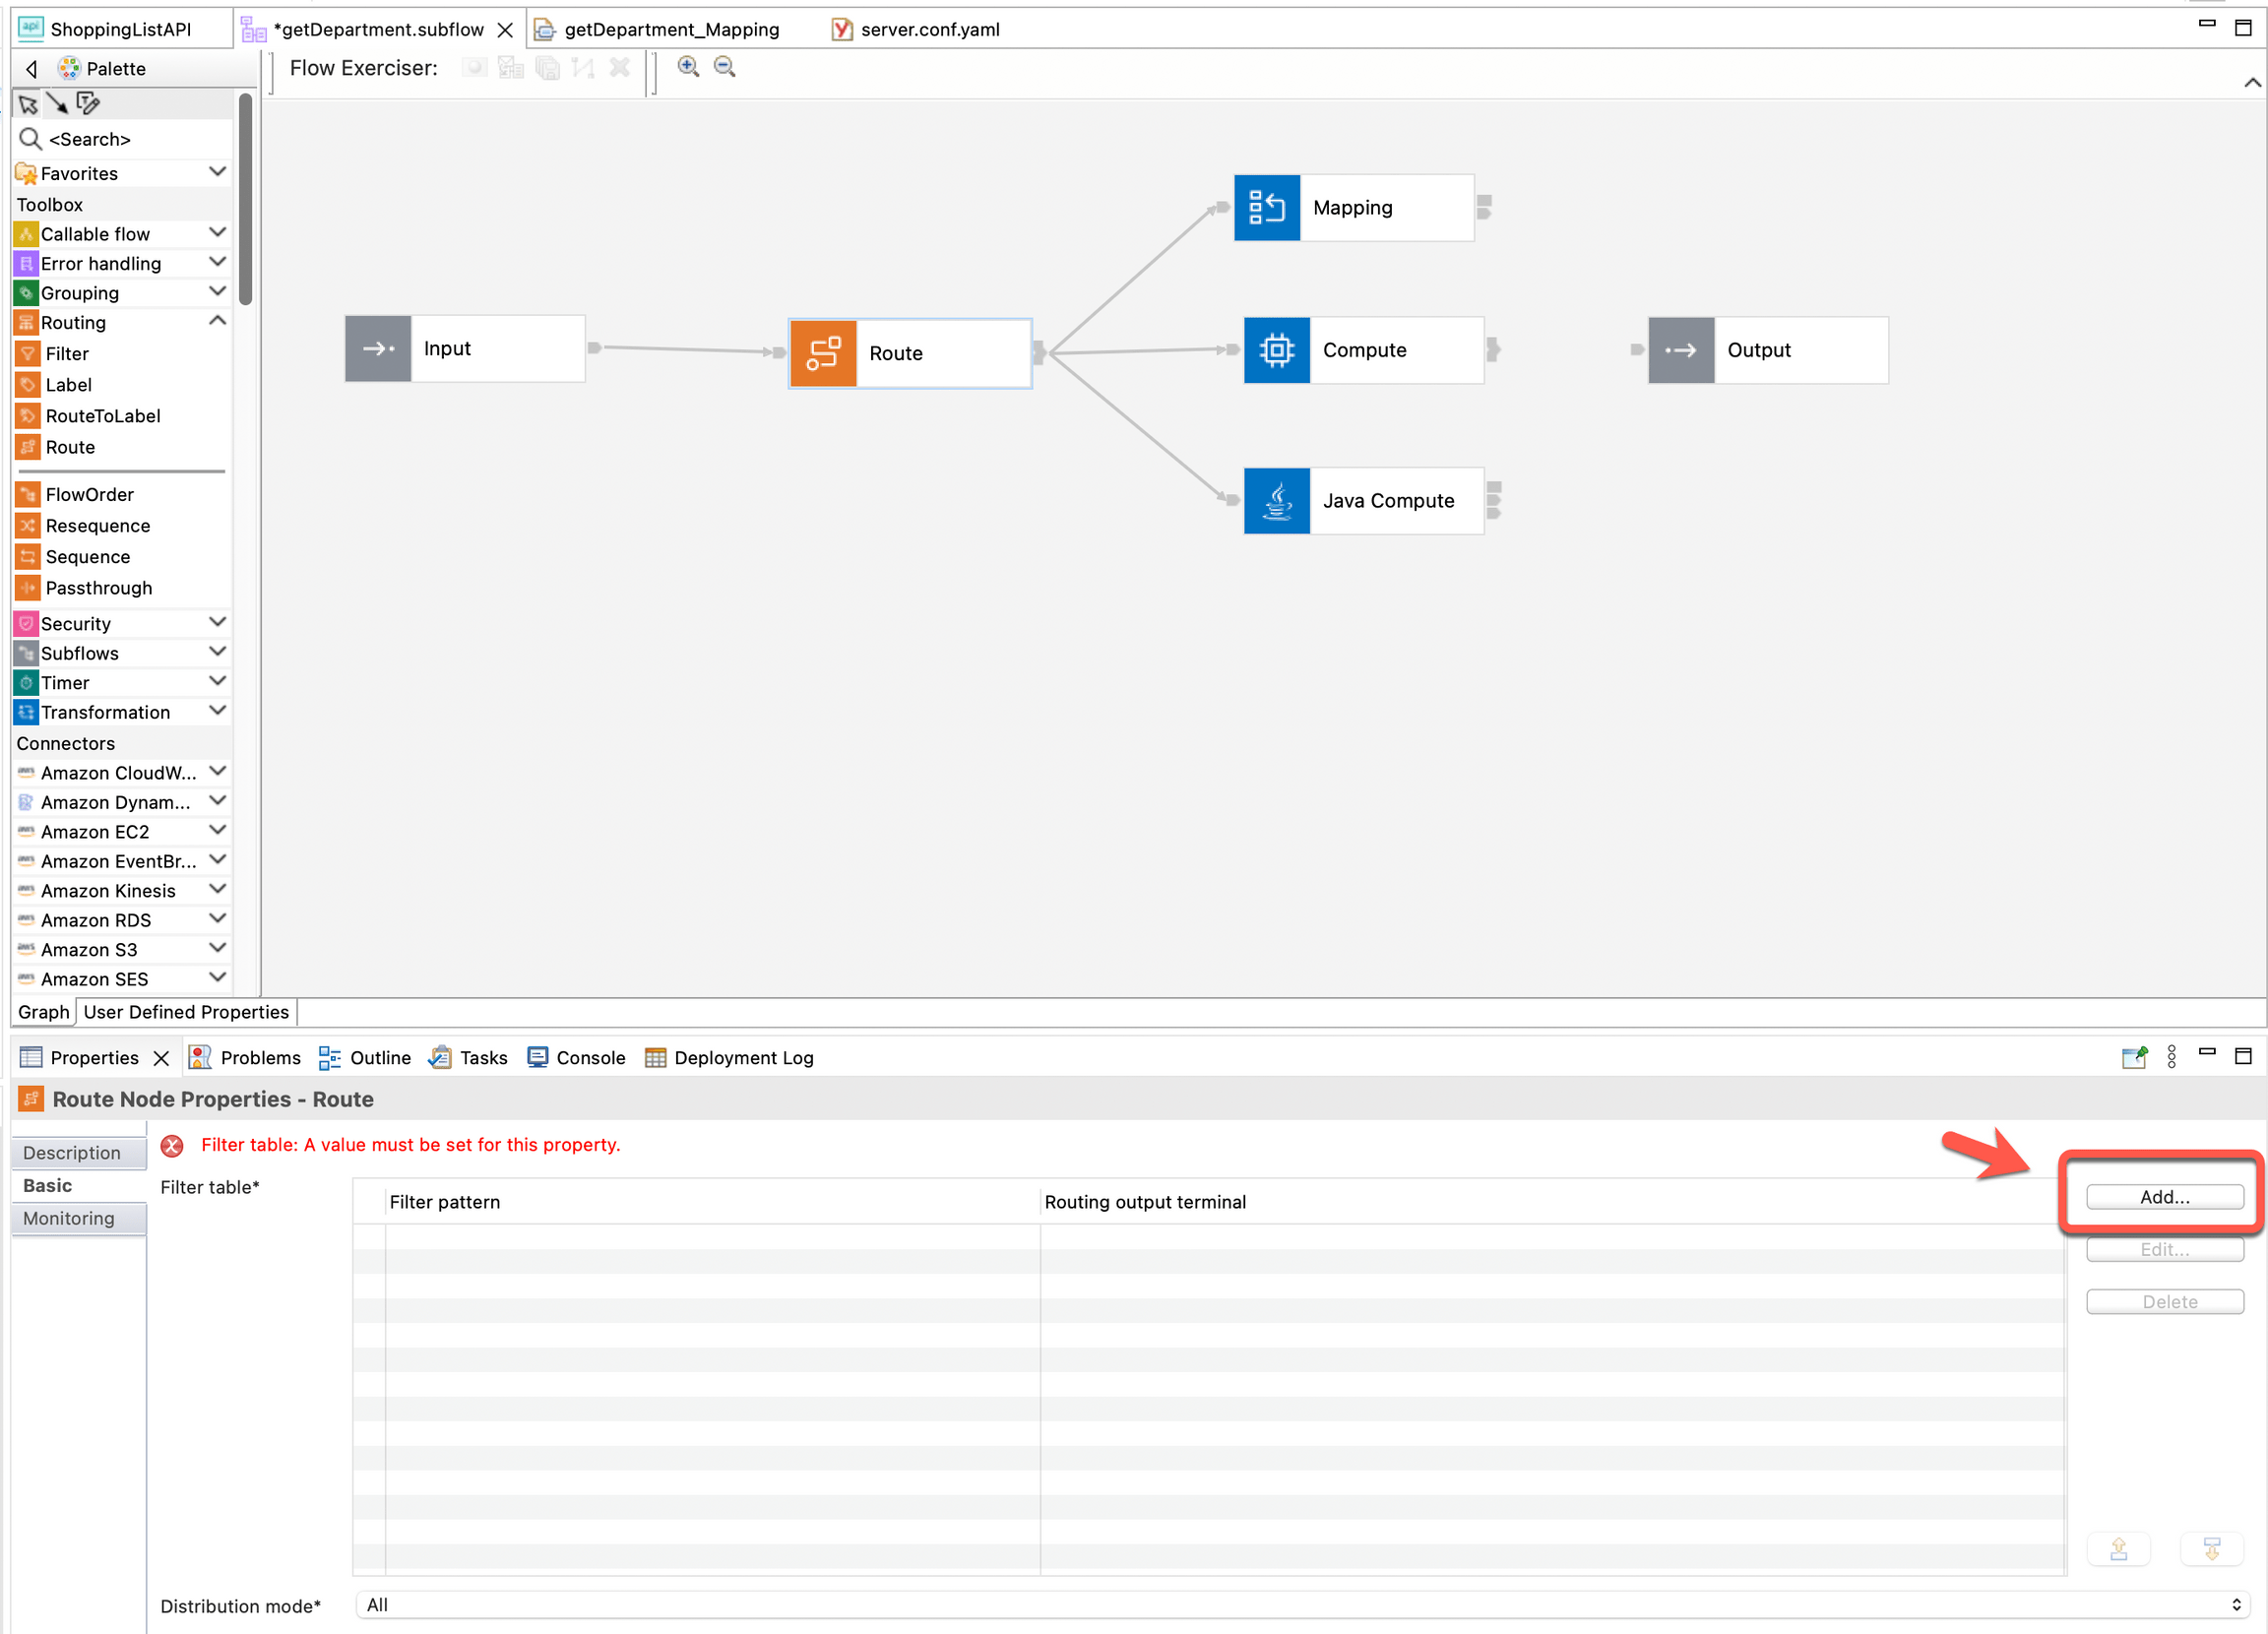 ShoppingListAPI
*getDepartment.subflow
getDepartment_Mapping
server.conf.yaml
Palette
Flow Exerciser:
<Search>
Favorites
Toolbox
Callable flow
Error handling
Grouping
Routing
Filter
Label
RouteToLabel
Route
FlowOrder
Resequence
Sequence
Passthrough
Security
Subflows
Timer
Transformation
Connectors
Amazon CloudW...
Amazon Dynam...
Amazon EC2
Amazon EventBr...
Amazon Kinesis
Amazon RDS
Amazon S3
Amazon SES
Input
Route
Mapping
Compute
Java Compute
Output
Graph
User Defined Properties
Properties
Problems
Outline
Tasks
Console
Deployment Log
Route Node Properties - Route
Description
Basic
Monitoring
Filter table: A value must be set for this property.
Filter table*
Filter pattern
Routing output terminal
Add...
Edit...
Delete
Distribution mode*
All